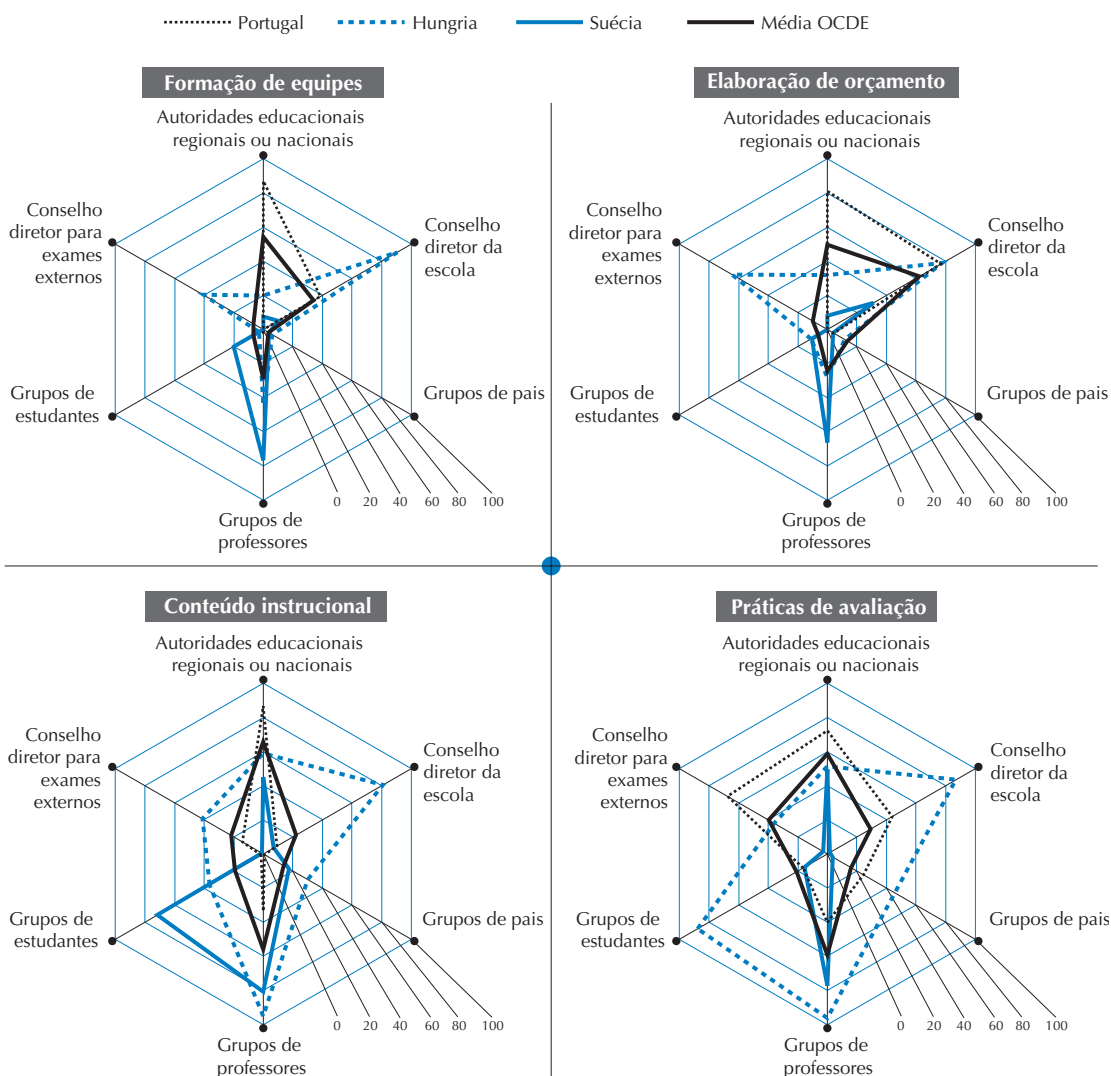 Portugal
Hungria
Suécia
Média OCDE
Formação de equipes
Autoridades educacionais
regionais ou nacionais
Conselho
diretor para
exames
externos
Conselho
diretor da
escola
Grupos de
estudantes
Grupos de pais
Grupos de
professores
0 20 40 60 80 100
Elaboração de orçamento
Autoridades educacionais
regionais ou nacionais
Conselho
diretor para
exames
externos
Conselho
diretor da
escola
Grupos de
estudantes
Grupos de pais
Grupos de
professores
0 20 40 60 80 100
Conteúdo instrucional
Autoridades educacionais
regionais ou nacionais
Conselho
diretor para
exames
externos
Conselho
diretor da
escola
Grupos de
estudantes
Grupos de pais
Grupos de
professores
0 20 40 60 80 100
Práticas de avaliação
Autoridades educacionais
regionais ou nacionais
Conselho
diretor para
exames
externos
Conselho
diretor da
escola
Grupos de
estudantes
Grupos de pais
Grupos de
professores
0 20 40 60 80 100